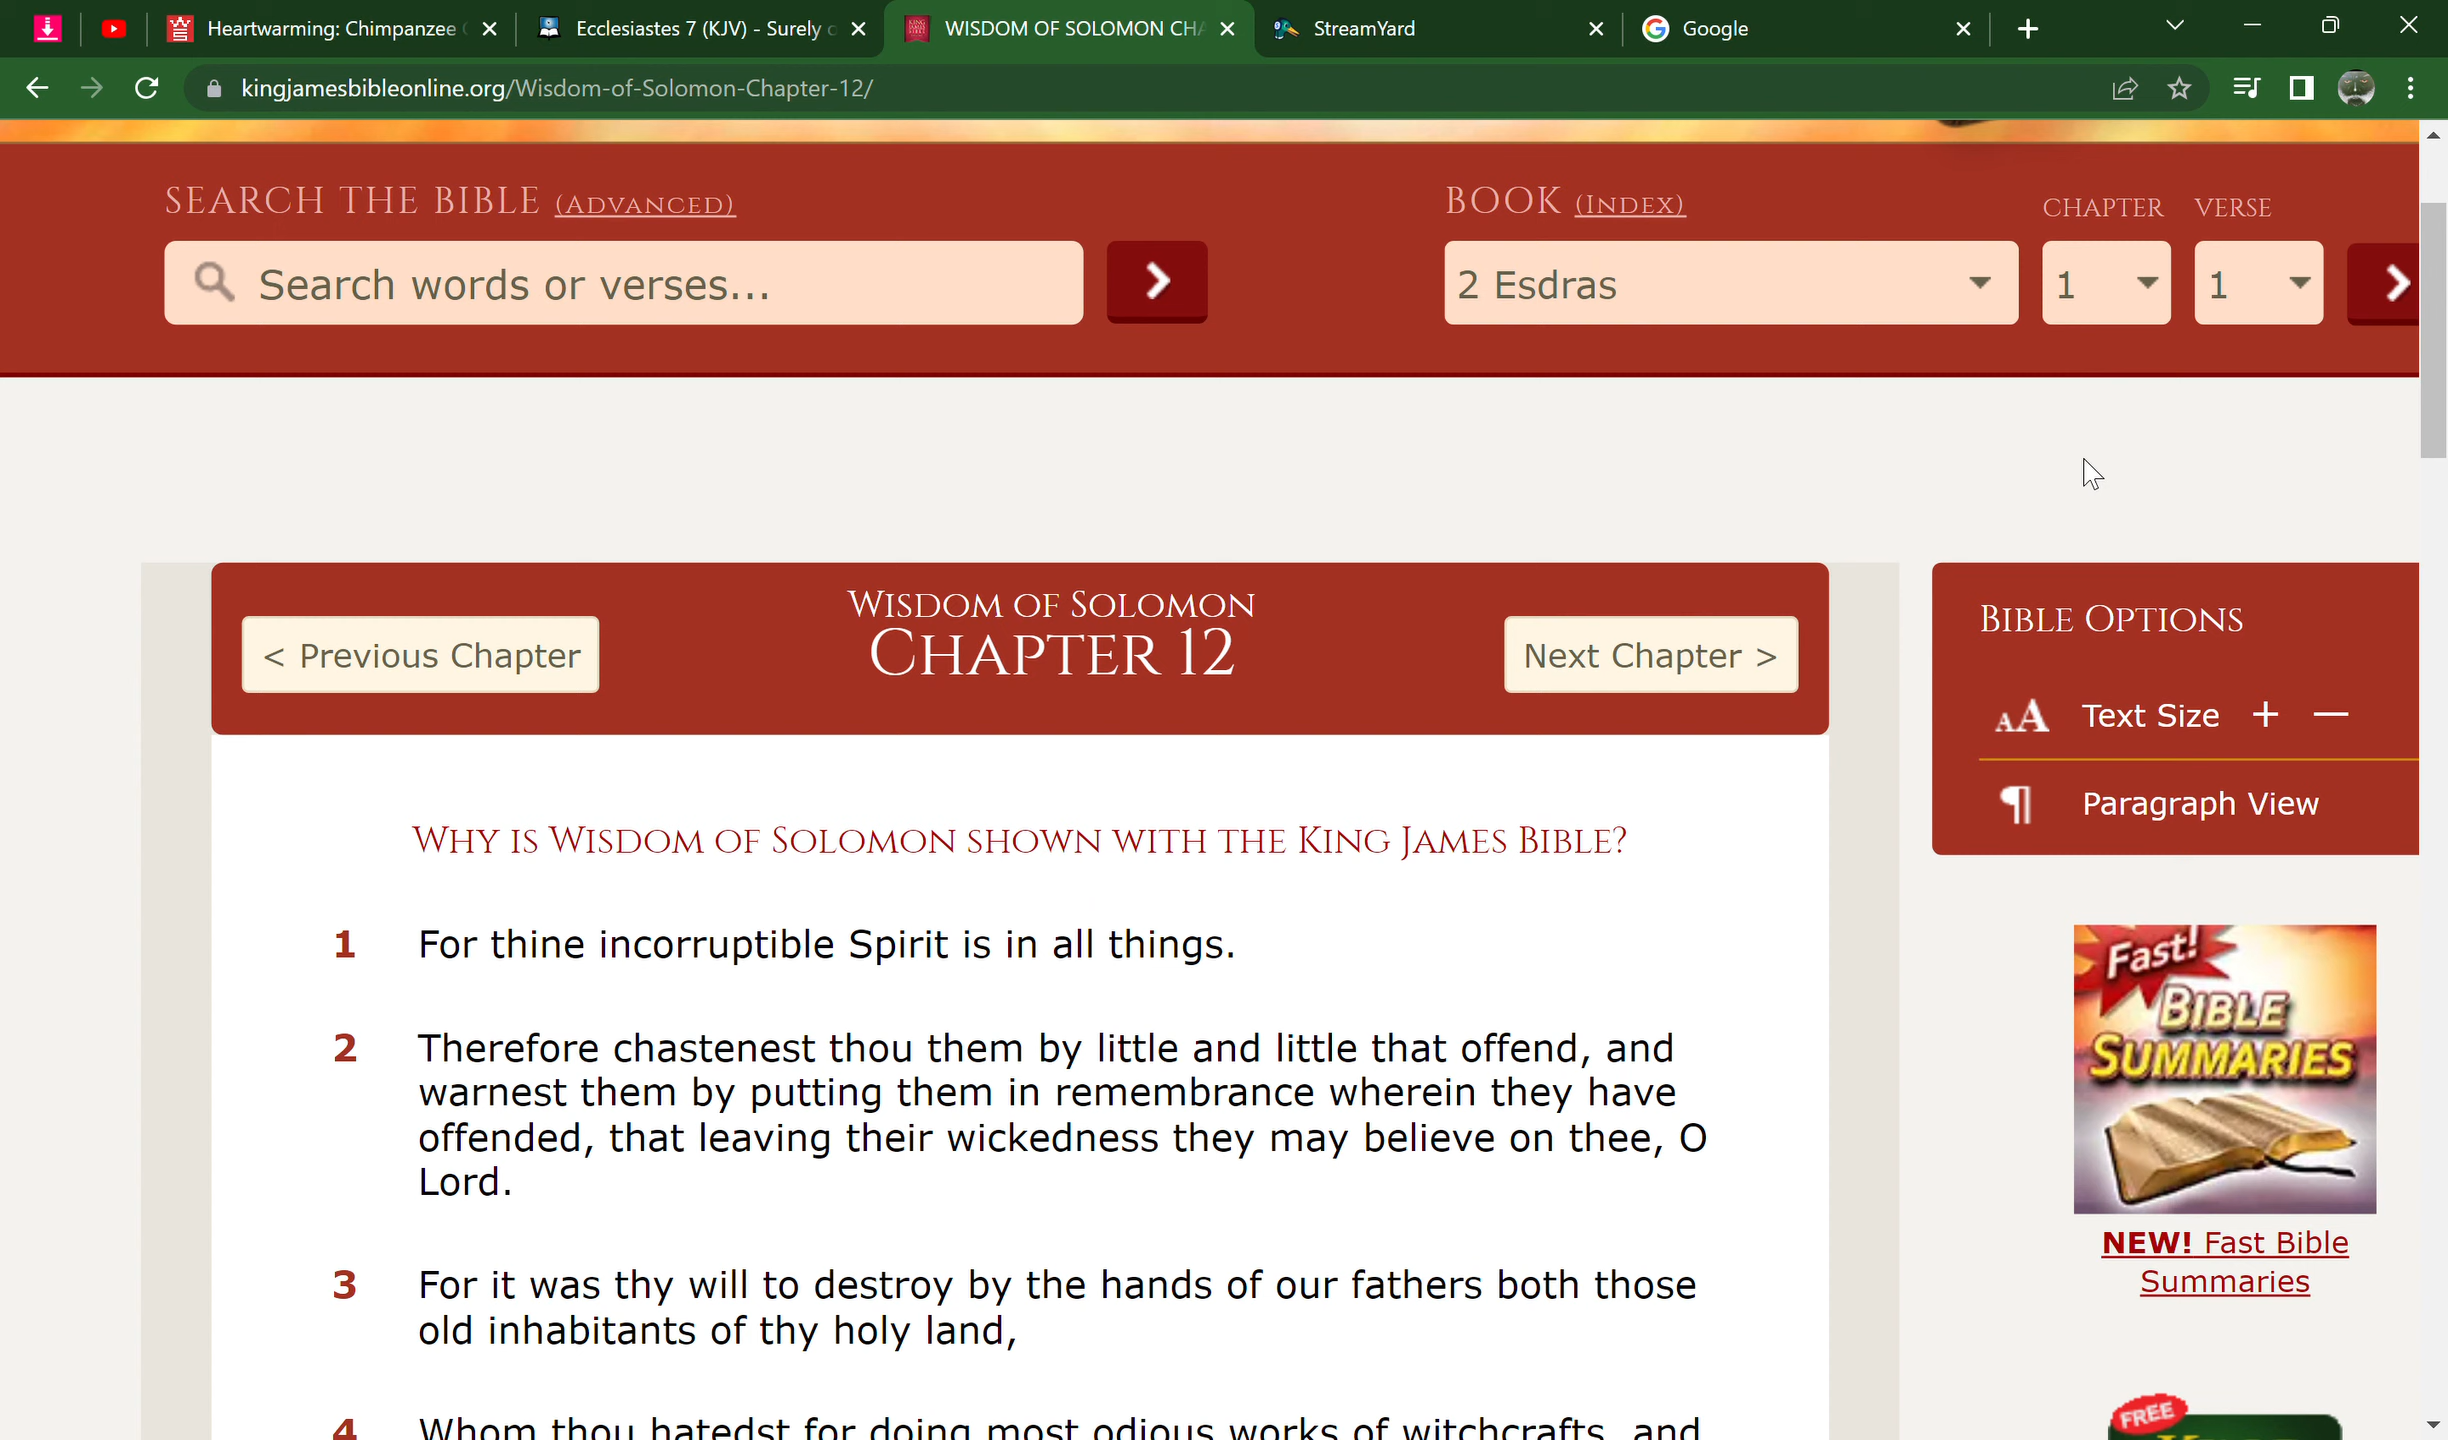 Heartwarming: Chimpanzee
Ecclesiastes 7 (KJV) - Surely
WISDOM OF SOLOMON CHA
StreamYard
Google
kingjamesbibleonline.org/Wisdom-of-Solomon-Chapter-12/
SEARCH THE BIBLE (ADVANCED)
BOOK (INDEX)
CHAPTER
VERSE
Search words or verses...
2 Esdras
1
1
< Previous Chapter
WISDOM OF SOLOMON
CHAPTER 12
Next Chapter >
WHY IS WISDOM OF SOLOMON SHOWN WITH THE KING JAMES BIBLE?
1 For thine incorruptible Spirit is in all things.
2 Therefore chastenest thou them by little and little that offend, and
warnest them by putting them in remembrance wherein they have
offended, that leaving their wickedness they may believe on thee, O
Lord.
3 For it was thy will to destroy by the hands of our fathers both those
old inhabitants of thy holy land,
4 Whom thou hatedst for doing most odious works of witchcrafts, and
BIBLE OPTIONS
AA Text Size + —
¶ Paragraph View
Fast!
BIBLE
SUMMARIES
NEW! Fast Bible
Summaries
FREE